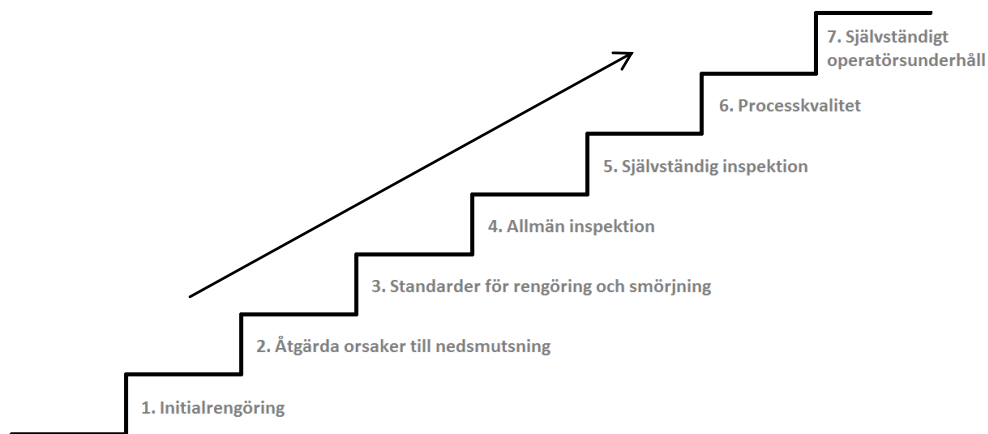 7. Självständigt
operatörsunderhåll
6. Processkvalitet
5. Självständig inspektion
4. Allmän inspektion
3. Standarder för rengöring och smörjning
2. Åtgärda orsaker till nedsmutsning
1. Initialrengöring